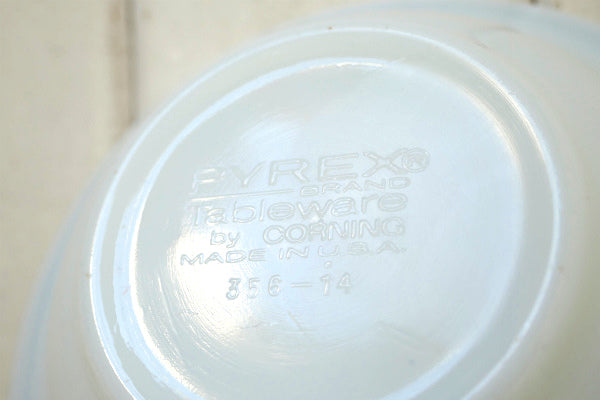 PYREX®
BRAND
Tableware
by CORNING
MADE IN U.S.A.
356-14